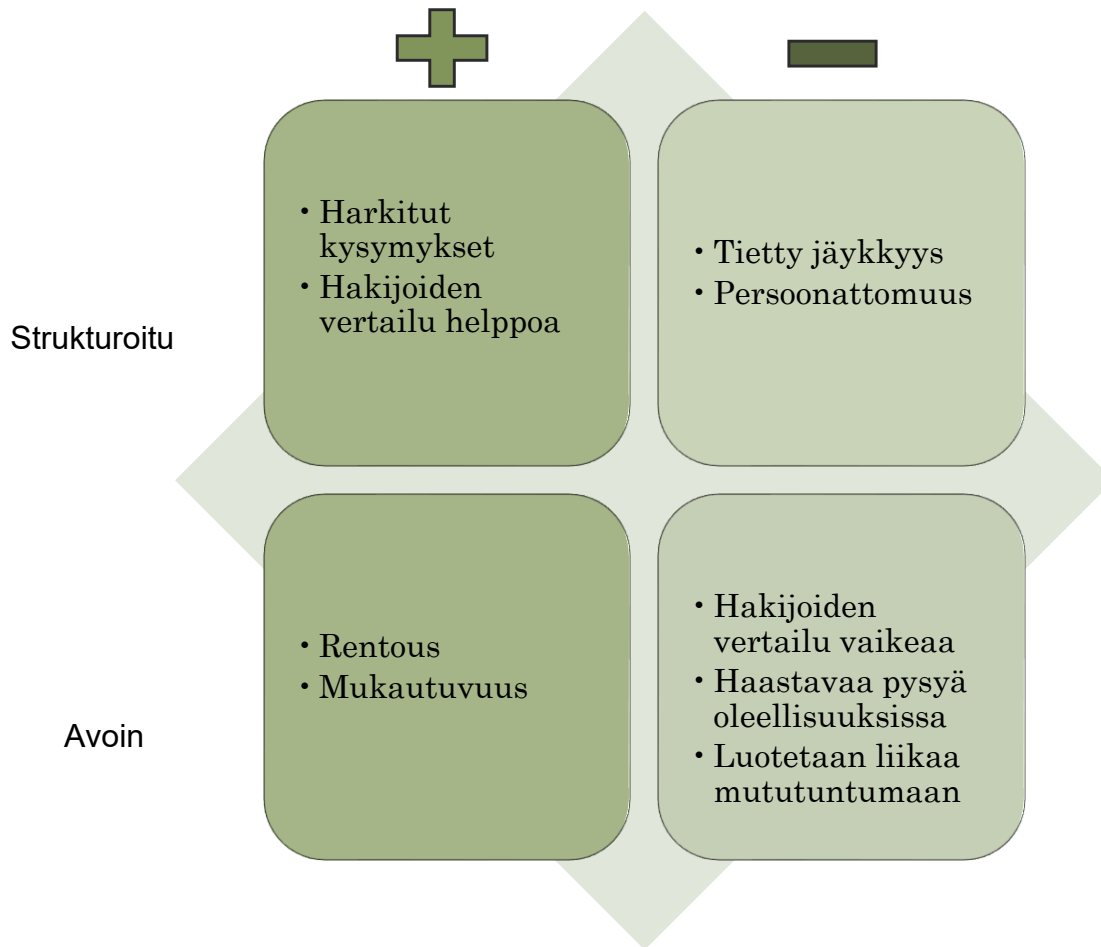 Strukturoitu
• Harkitut
kysymykset
• Hakijoiden
vertailu helppoa
• Tietty jäykkyys
• Persoonattomuus
Avoin
• Rentous
• Mukautuvuus
• Hakijoiden
vertailu vaikeaa
• Haastavaa pysyä
oleellisuuksissa
• Luotetaan liikaa
mututuntumaan